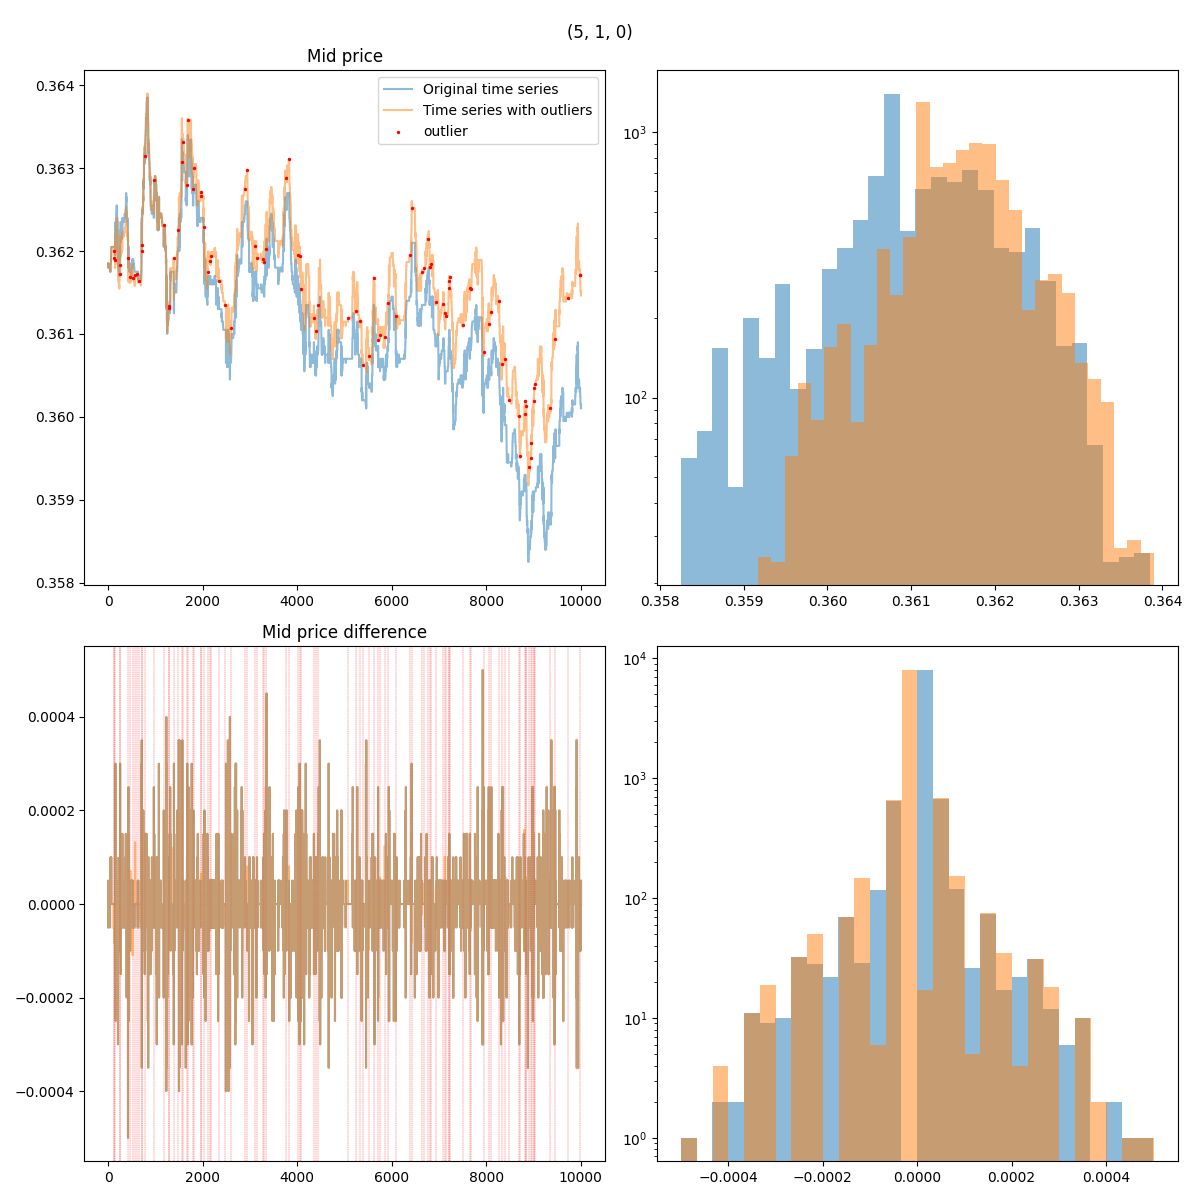 (5, 1, 0)
Mid price
Original time series
Time series with outliers
outlier
0.364
0.363
0.362
0.361
0.360
0.359
0.358
0 2000 4000 6000 8000 10000
10³
10²
0.358 0.359 0.360 0.361 0.362 0.363 0.364
Mid price difference
0.0004
0.0002
0.0000
−0.0002
−0.0004
0 2000 4000 6000 8000 10000
10⁴
10³
10²
10¹
10⁰
−0.0004 −0.0002 0.0000 0.0002 0.0004